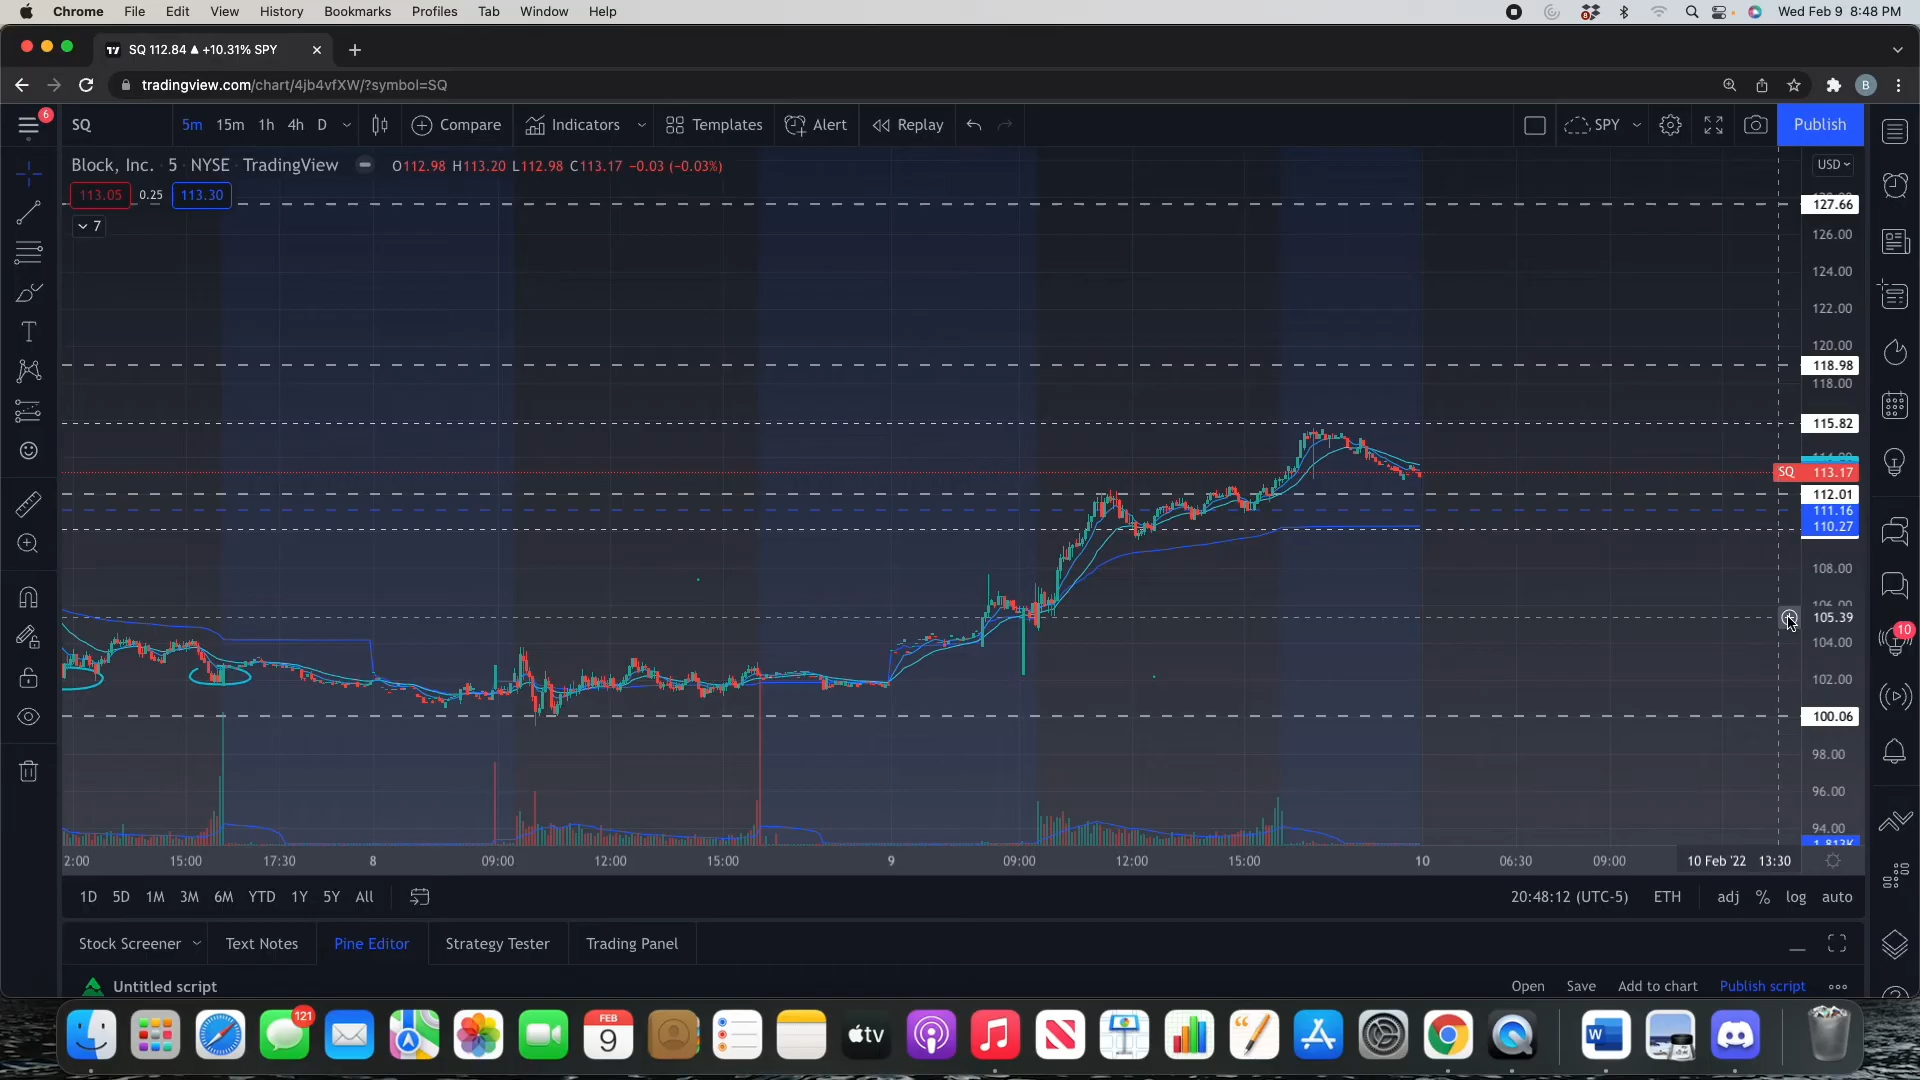 Chrome File Edit View History Bookmarks Profiles Tab Window Help Wed Feb 9 8:48 PM
SQ 112.84 ▲ +10.31% SPY
tradingview.com/chart/4jb4vfXW/?symbol=SQ B
6 SQ 5m 15m 1h 4h D Compare Indicators Templates Alert Replay SPY Publish
Block, Inc. 5 NYSE TradingView O112.98 H113.20 L112.98 C113.17 −0.03 (−0.03%) USD
113.05 0.25 113.30
127.66
7
126.00
124.00
122.00
120.00
118.98
118.00
115.82
SQ 113.17
112.01
111.16
110.27
108.00
105.39
10
104.00
102.00
100.06
98.00
96.00
94.00
2:00 15:00 17:30 8 09:00 12:00 15:00 9 09:00 12:00 15:00 10 06:30 09:00 10 Feb '22 13:30
1D 5D 1M 3M 6M YTD 1Y 5Y All 20:48:12 (UTC-5) ETH adj % log auto
Stock Screener Text Notes Pine Editor Strategy Tester Trading Panel
Untitled script Open Save Add to chart Publish script
121 FEB 9 tv W